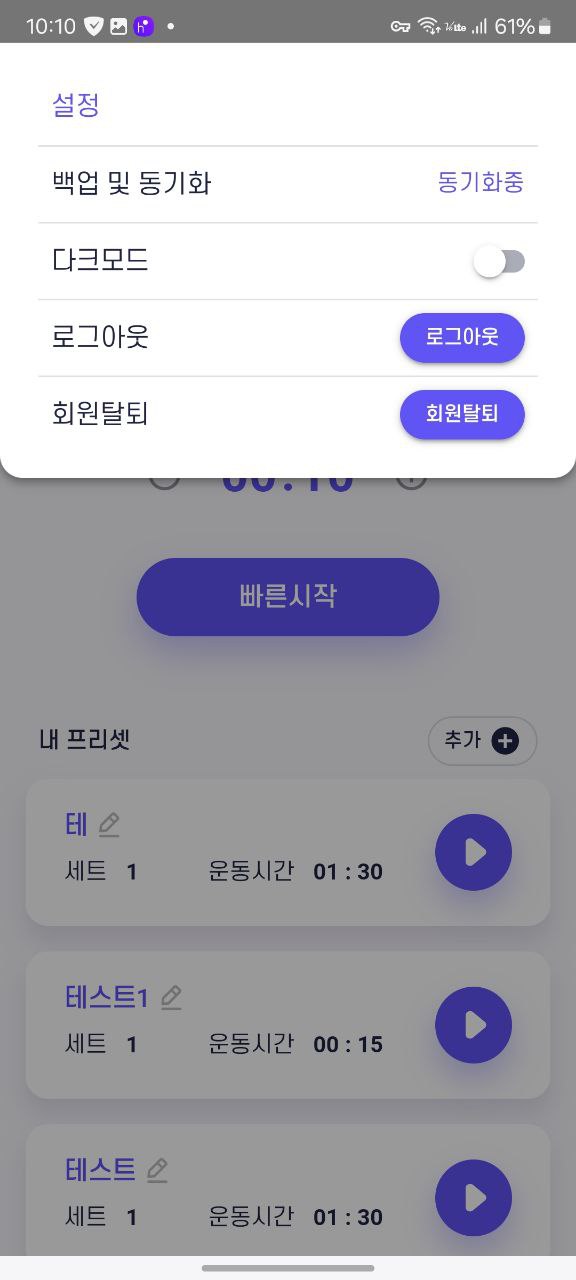 10:10 61%
설정
백업 및 동기화 동기화중
다크모드
로그아웃 로그아웃
회원탈퇴 회원탈퇴
빠른시작
내 프리셋 추가
테
세트 1 운동시간 01 : 30
테스트1
세트 1 운동시간 00 : 15
테스트
세트 1 운동시간 01 : 30